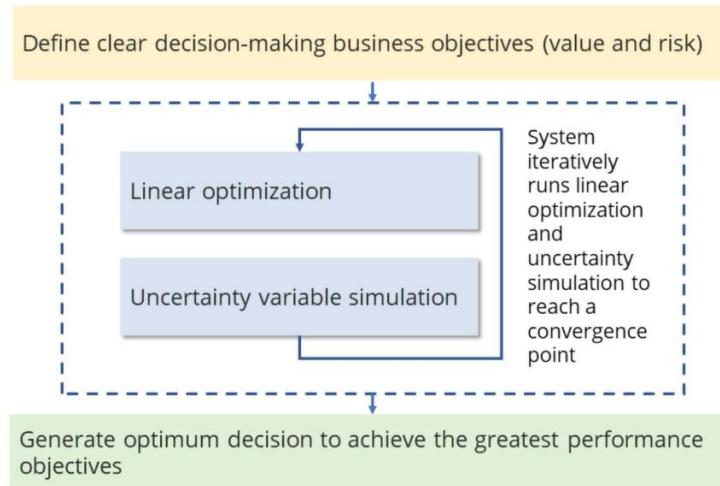 Define clear decision-making business objectives (value and risk)
Linear optimization
Uncertainty variable simulation
System
iteratively
runs linear
optimization
and
uncertainty
simulation to
reach a
convergence
point
Generate optimum decision to achieve the greatest performance
objectives